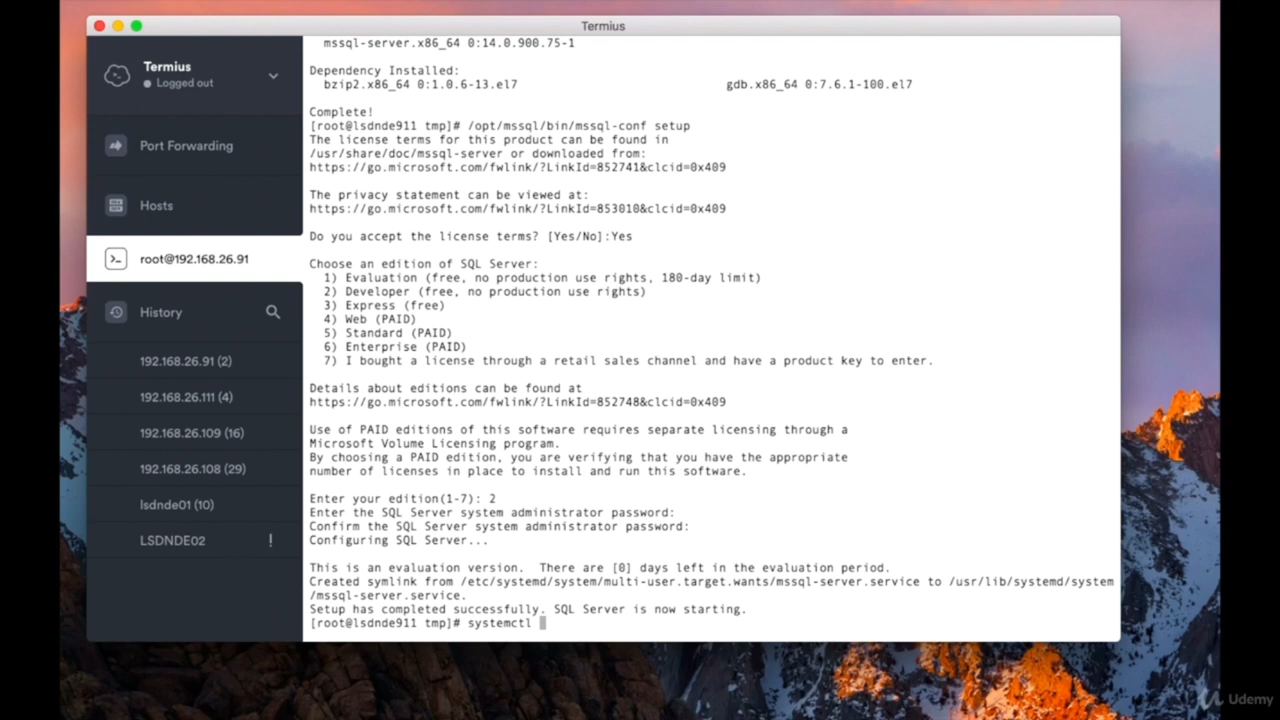 Termius
Termius
Logged out
Port Forwarding
Hosts
root@192.168.26.91
History
192.168.26.91 (2)
192.168.26.111 (4)
192.168.26.109 (16)
192.168.26.108 (29)
lsdnde01 (10)
LSDNDE02 !
mssql-server.x86_64 0:14.0.900.75-1
Dependency Installed:
bzip2.x86_64 0:1.0.6-13.el7 gdb.x86_64 0:7.6.1-100.el7
Complete!
[root@lsdnde911 tmp]# /opt/mssql/bin/mssql-conf setup
The license terms for this product can be found in
/usr/share/doc/mssql-server or downloaded from:
https://go.microsoft.com/fwlink/?LinkId=852741&clcid=0x409
The privacy statement can be viewed at:
https://go.microsoft.com/fwlink/?LinkId=853010&clcid=0x409
Do you accept the license terms? [Yes/No]:Yes
Choose an edition of SQL Server:
1) Evaluation (free, no production use rights, 180-day limit)
2) Developer (free, no production use rights)
3) Express (free)
4) Web (PAID)
5) Standard (PAID)
6) Enterprise (PAID)
7) I bought a license through a retail sales channel and have a product key to enter.
Details about editions can be found at
https://go.microsoft.com/fwlink/?LinkId=852748&clcid=0x409
Use of PAID editions of this software requires separate licensing through a
Microsoft Volume Licensing program.
By choosing a PAID edition, you are verifying that you have the appropriate
number of licenses in place to install and run this software.
Enter your edition(1-7): 2
Enter the SQL Server system administrator password:
Confirm the SQL Server system administrator password:
Configuring SQL Server...
This is an evaluation version.  There are [0] days left in the evaluation period.
Created symlink from /etc/systemd/system/multi-user.target.wants/mssql-server.service to /usr/lib/systemd/system
/mssql-server.service.
Setup has completed successfully. SQL Server is now starting.
[root@lsdnde911 tmp]# systemctl
Udemy